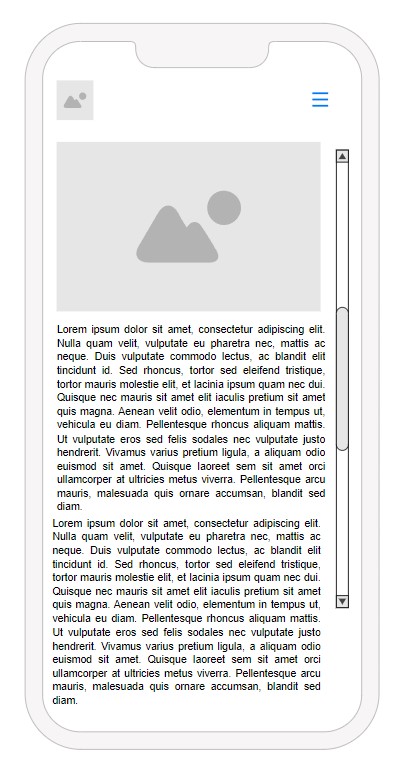 Lorem ipsum dolor sit amet, consectetur adipiscing elit.
Nulla quam velit, vulputate eu pharetra nec, mattis ac
neque. Duis vulputate commodo lectus, ac blandit elit
tincidunt id. Sed rhoncus, tortor sed eleifend tristique,
tortor mauris molestie elit, et lacinia ipsum quam nec dui.
Quisque nec mauris sit amet elit iaculis pretium sit amet
quis magna. Aenean velit odio, elementum in tempus ut,
vehicula eu diam. Pellentesque rhoncus aliquam mattis.
Ut vulputate eros sed felis sodales nec vulputate justo
hendrerit. Vivamus varius pretium ligula, a aliquam odio
euismod sit amet. Quisque laoreet sem sit amet orci
ullamcorper at ultricies metus viverra. Pellentesque arcu
mauris, malesuada quis ornare accumsan, blandit sed
diam.
Lorem ipsum dolor sit amet, consectetur adipiscing elit.
Nulla quam velit, vulputate eu pharetra nec, mattis ac
neque. Duis vulputate commodo lectus, ac blandit elit
tincidunt id. Sed rhoncus, tortor sed eleifend tristique,
tortor mauris molestie elit, et lacinia ipsum quam nec dui.
Quisque nec mauris sit amet elit iaculis pretium sit amet
quis magna. Aenean velit odio, elementum in tempus ut,
vehicula eu diam. Pellentesque rhoncus aliquam mattis.
Ut vulputate eros sed felis sodales nec vulputate justo
hendrerit. Vivamus varius pretium ligula, a aliquam odio
euismod sit amet. Quisque laoreet sem sit amet orci
ullamcorper at ultricies metus viverra. Pellentesque arcu
mauris, malesuada quis ornare accumsan, blandit sed
diam.